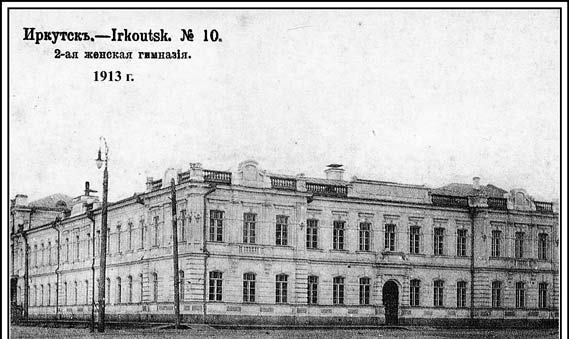 Иркутскъ.—Irkoutsk. № 10.
2-ая женская гимназія.
1913 г.